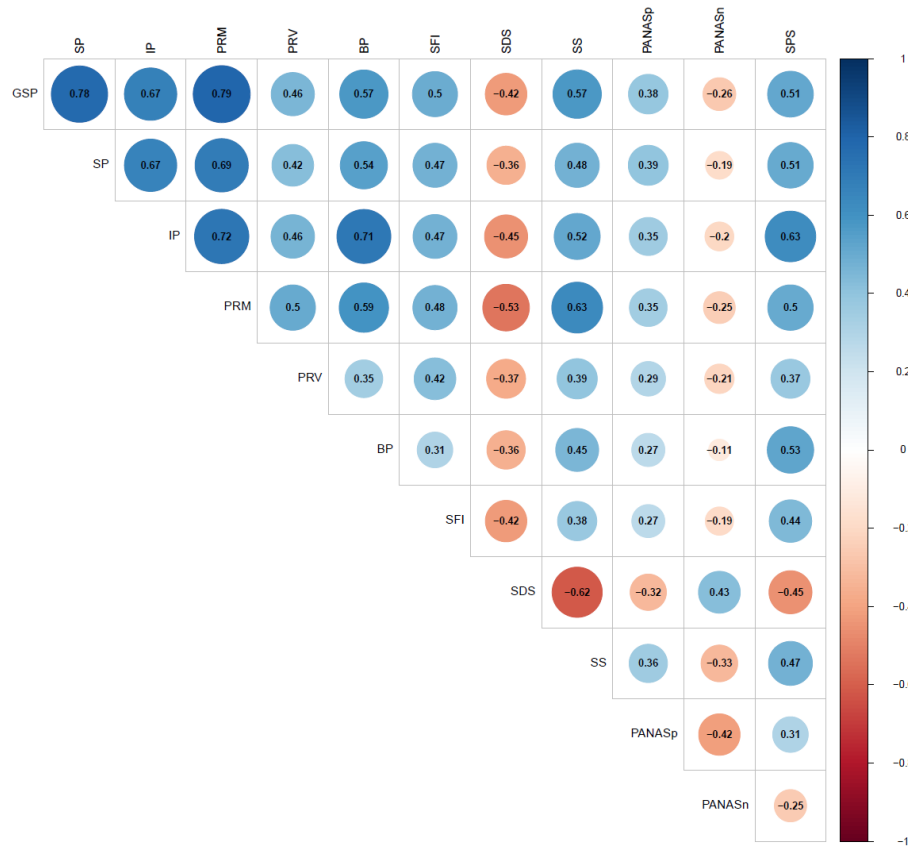 SP IP PRM PRV BP SFI SDS SS PANASp PANASn SPS
GSP 0.78 0.67 0.79 0.46 0.57 0.5 −0.42 0.57 0.38 −0.26 0.51
SP 0.67 0.69 0.42 0.54 0.47 −0.36 0.48 0.39 −0.19 0.51
IP 0.72 0.46 0.71 0.47 −0.45 0.52 0.35 −0.2 0.63
PRM 0.5 0.59 0.48 −0.53 0.63 0.35 −0.25 0.5
PRV 0.35 0.42 −0.37 0.39 0.29 −0.21 0.37
BP 0.31 −0.36 0.45 0.27 −0.11 0.53
SFI −0.42 0.38 0.27 −0.19 0.44
SDS −0.62 −0.32 0.43 −0.45
SS 0.36 −0.33 0.47
PANASp −0.42 0.31
PANASn −0.25
1
0.8
0.6
0.4
0.2
0
−1